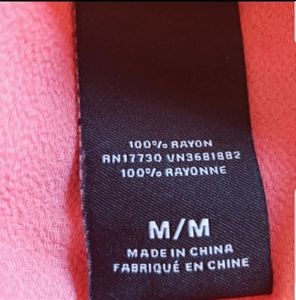 100% RAYON
RN17730 VN3681882
100% RAYONNE
M/M
MADE IN CHINA
FABRIQUÉ EN CHINE